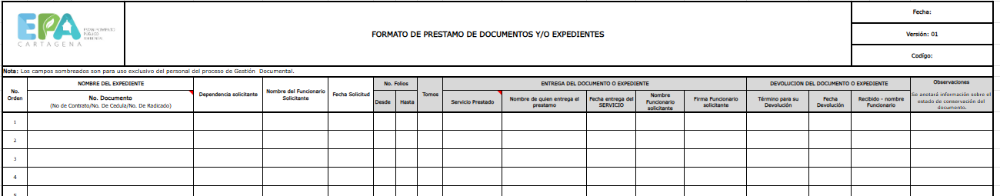 EPA
ESTABLECIMIENTO
PÚBLICO
AMBIENTAL
CARTAGENA
FORMATO DE PRESTAMO DE DOCUMENTOS Y/O EXPEDIENTES
Fecha:
Versión: 01
Codigo:
Nota: Los campos sombreados son para uso exclusivo del personal del proceso de Gestión Documental.
No.
Orden
NOMBRE DEL EXPEDIENTE
No. Documento
(No de Contrato/No. De Cedula/No. De Radicado)
Dependencia solicitante
Nombre del Funcionario
Solicitante
Fecha Solicitud
No. Folios
Desde
Hasta
Tomos
ENTREGA DEL DOCUMENTO O EXPEDIENTE
Servicio Prestado
Nombre de quien entrega el
prestamo
Fecha entrega del
SERVICIO
Nombre
Funcionario
solicitante
Firma Funcionario
solicitante
DEVOLUCION DEL DOCUMENTO O EXPEDIENTE
Término para su
Devolución
Fecha
Devolución
Recibido - nombre
Funcionario
Observaciones
Se anotará información sobre el
estado de conservación del
documento.
1
2
3
4
5